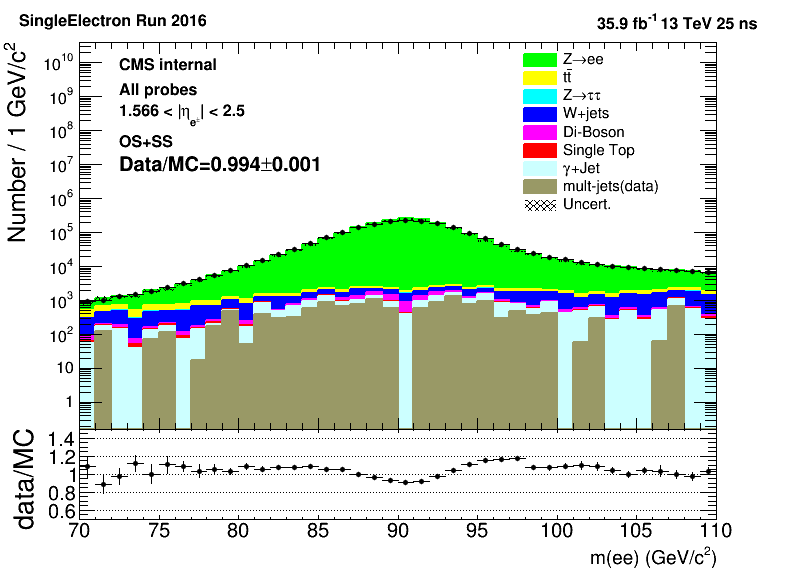 SingleElectron Run 2016
35.9 fb⁻¹ 13 TeV 25 ns
Number / 1 GeV/c²
10¹⁰
10⁹
10⁸
10⁷
10⁶
10⁵
10⁴
10³
10²
10
1
CMS internal
All probes
1.566 < |ηe±| < 2.5
OS+SS
Data/MC=0.994±0.001
Z→ee
tt̄
Z→ττ
W+jets
Di-Boson
Single Top
γ+Jet
mult-jets(data)
Uncert.
data/MC
1.4
1.2
1
0.8
0.6
70 75 80 85 90 95 100 105 110
m(ee) (GeV/c²)